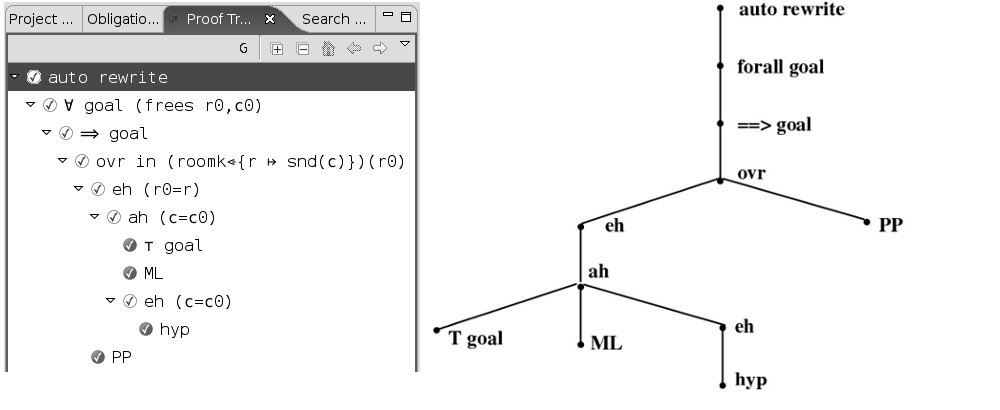 Project ... Obligatio... Proof Tr... Search ...
G
auto rewrite
∀ goal (frees r0,c0)
⇒ goal
ovr in (roomk⩤{r ↦ snd(c)})(r0)
eh (r0=r)
ah (c=c0)
⊤ goal
ML
eh (c=c0)
hyp
PP
auto rewrite
forall goal
==> goal
ovr
eh
PP
ah
T goal
ML
eh
hyp